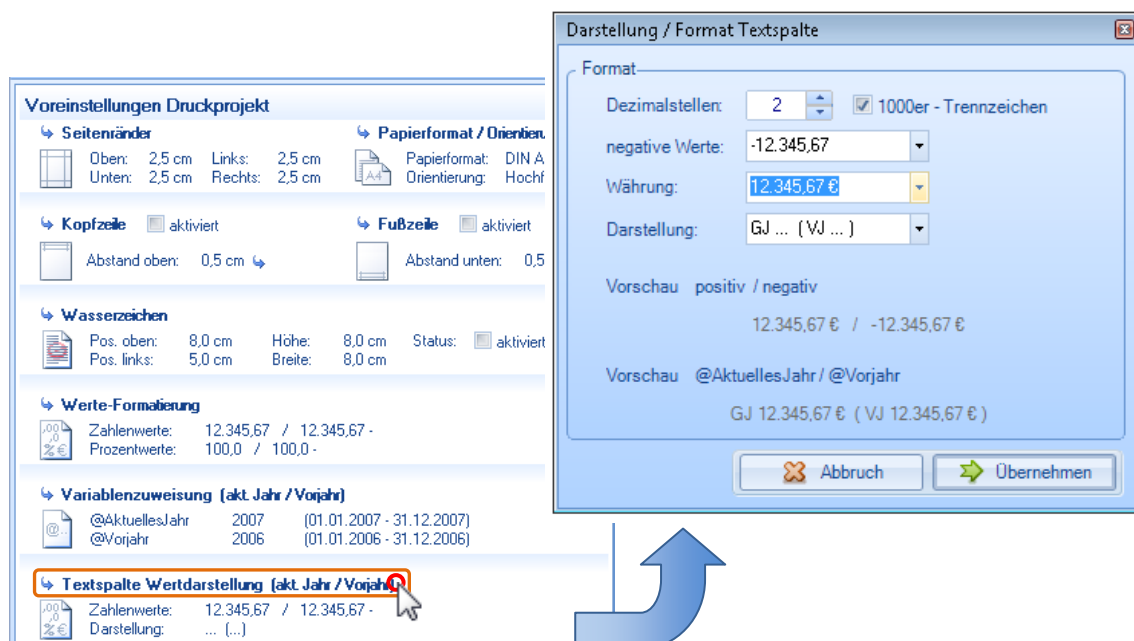 Voreinstellungen Druckprojekt
Seitenränder
Oben: 2,5 cm Links: 2,5 cm
Unten: 2,5 cm Rechts: 2,5 cm
Papierformat / Orientieru
A4
Papierformat: DIN A
Orientierung: Hochf
Kopfzeile aktiviert
Abstand oben: 0,5 cm
Fußzeile aktiviert
Abstand unten: 0,5
Wasserzeichen
Pos. oben: 8,0 cm Höhe: 8,0 cm Status: aktiviert
Pos. links: 5,0 cm Breite: 8,0 cm
Werte-Formatierung
Zahlenwerte: 12.345,67 / 12.345,67 -
Prozentwerte: 100,0 / 100,0 -
Variablenzuweisung (akt. Jahr / Vorjahr)
@AktuellesJahr 2007 (01.01.2007 - 31.12.2007)
@Vorjahr 2006 (01.01.2006 - 31.12.2006)
Textspalte Wertdarstellung (akt. Jahr / Vorjahr)
Zahlenwerte: 12.345,67 / 12.345,67 -
Darstellung: ... (...)
Darstellung / Format Textspalte
Format
Dezimalstellen: 2 1000er - Trennzeichen
negative Werte: -12.345,67
Währung: 12.345,67 €
Darstellung: GJ ... ( VJ ... )
Vorschau positiv / negativ
12.345,67 € / -12.345,67 €
Vorschau @AktuellesJahr / @Vorjahr
GJ 12.345,67 € ( VJ 12.345,67 € )
Abbruch Übernehmen